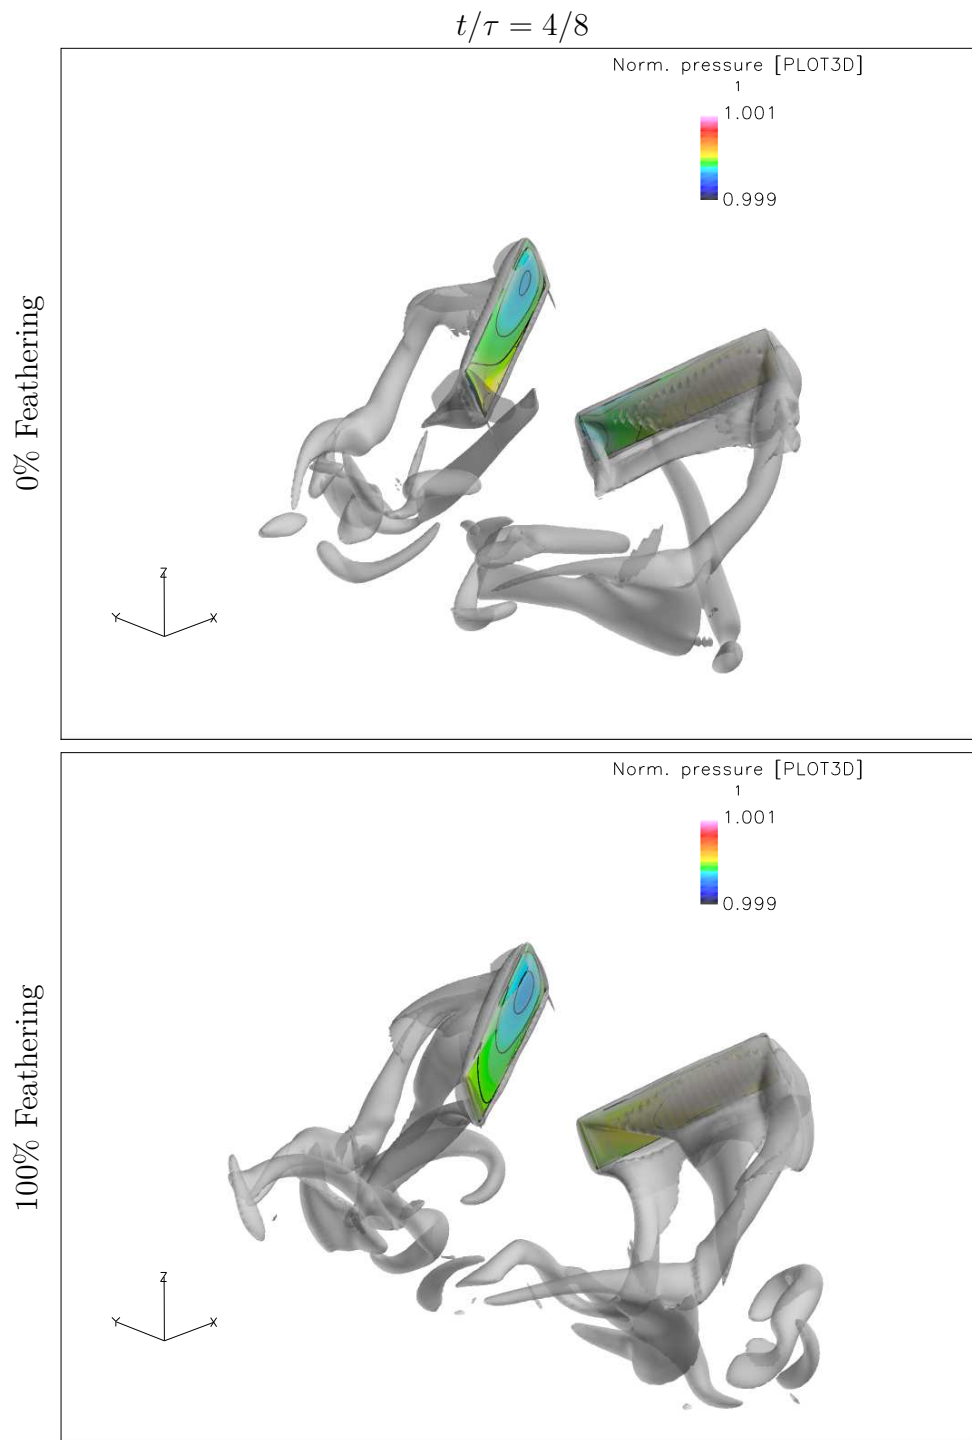 t/τ = 4/8
Norm. pressure [PLOT3D]
1
1.001
0.999
0% Feathering
Z
Y
X
Norm. pressure [PLOT3D]
1
1.001
0.999
100% Feathering
Z
Y
X